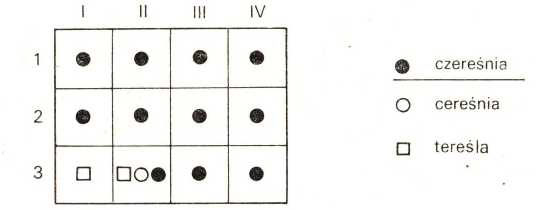 I II III IV
1
2
3
czereśnia
cereśnia
tereśla